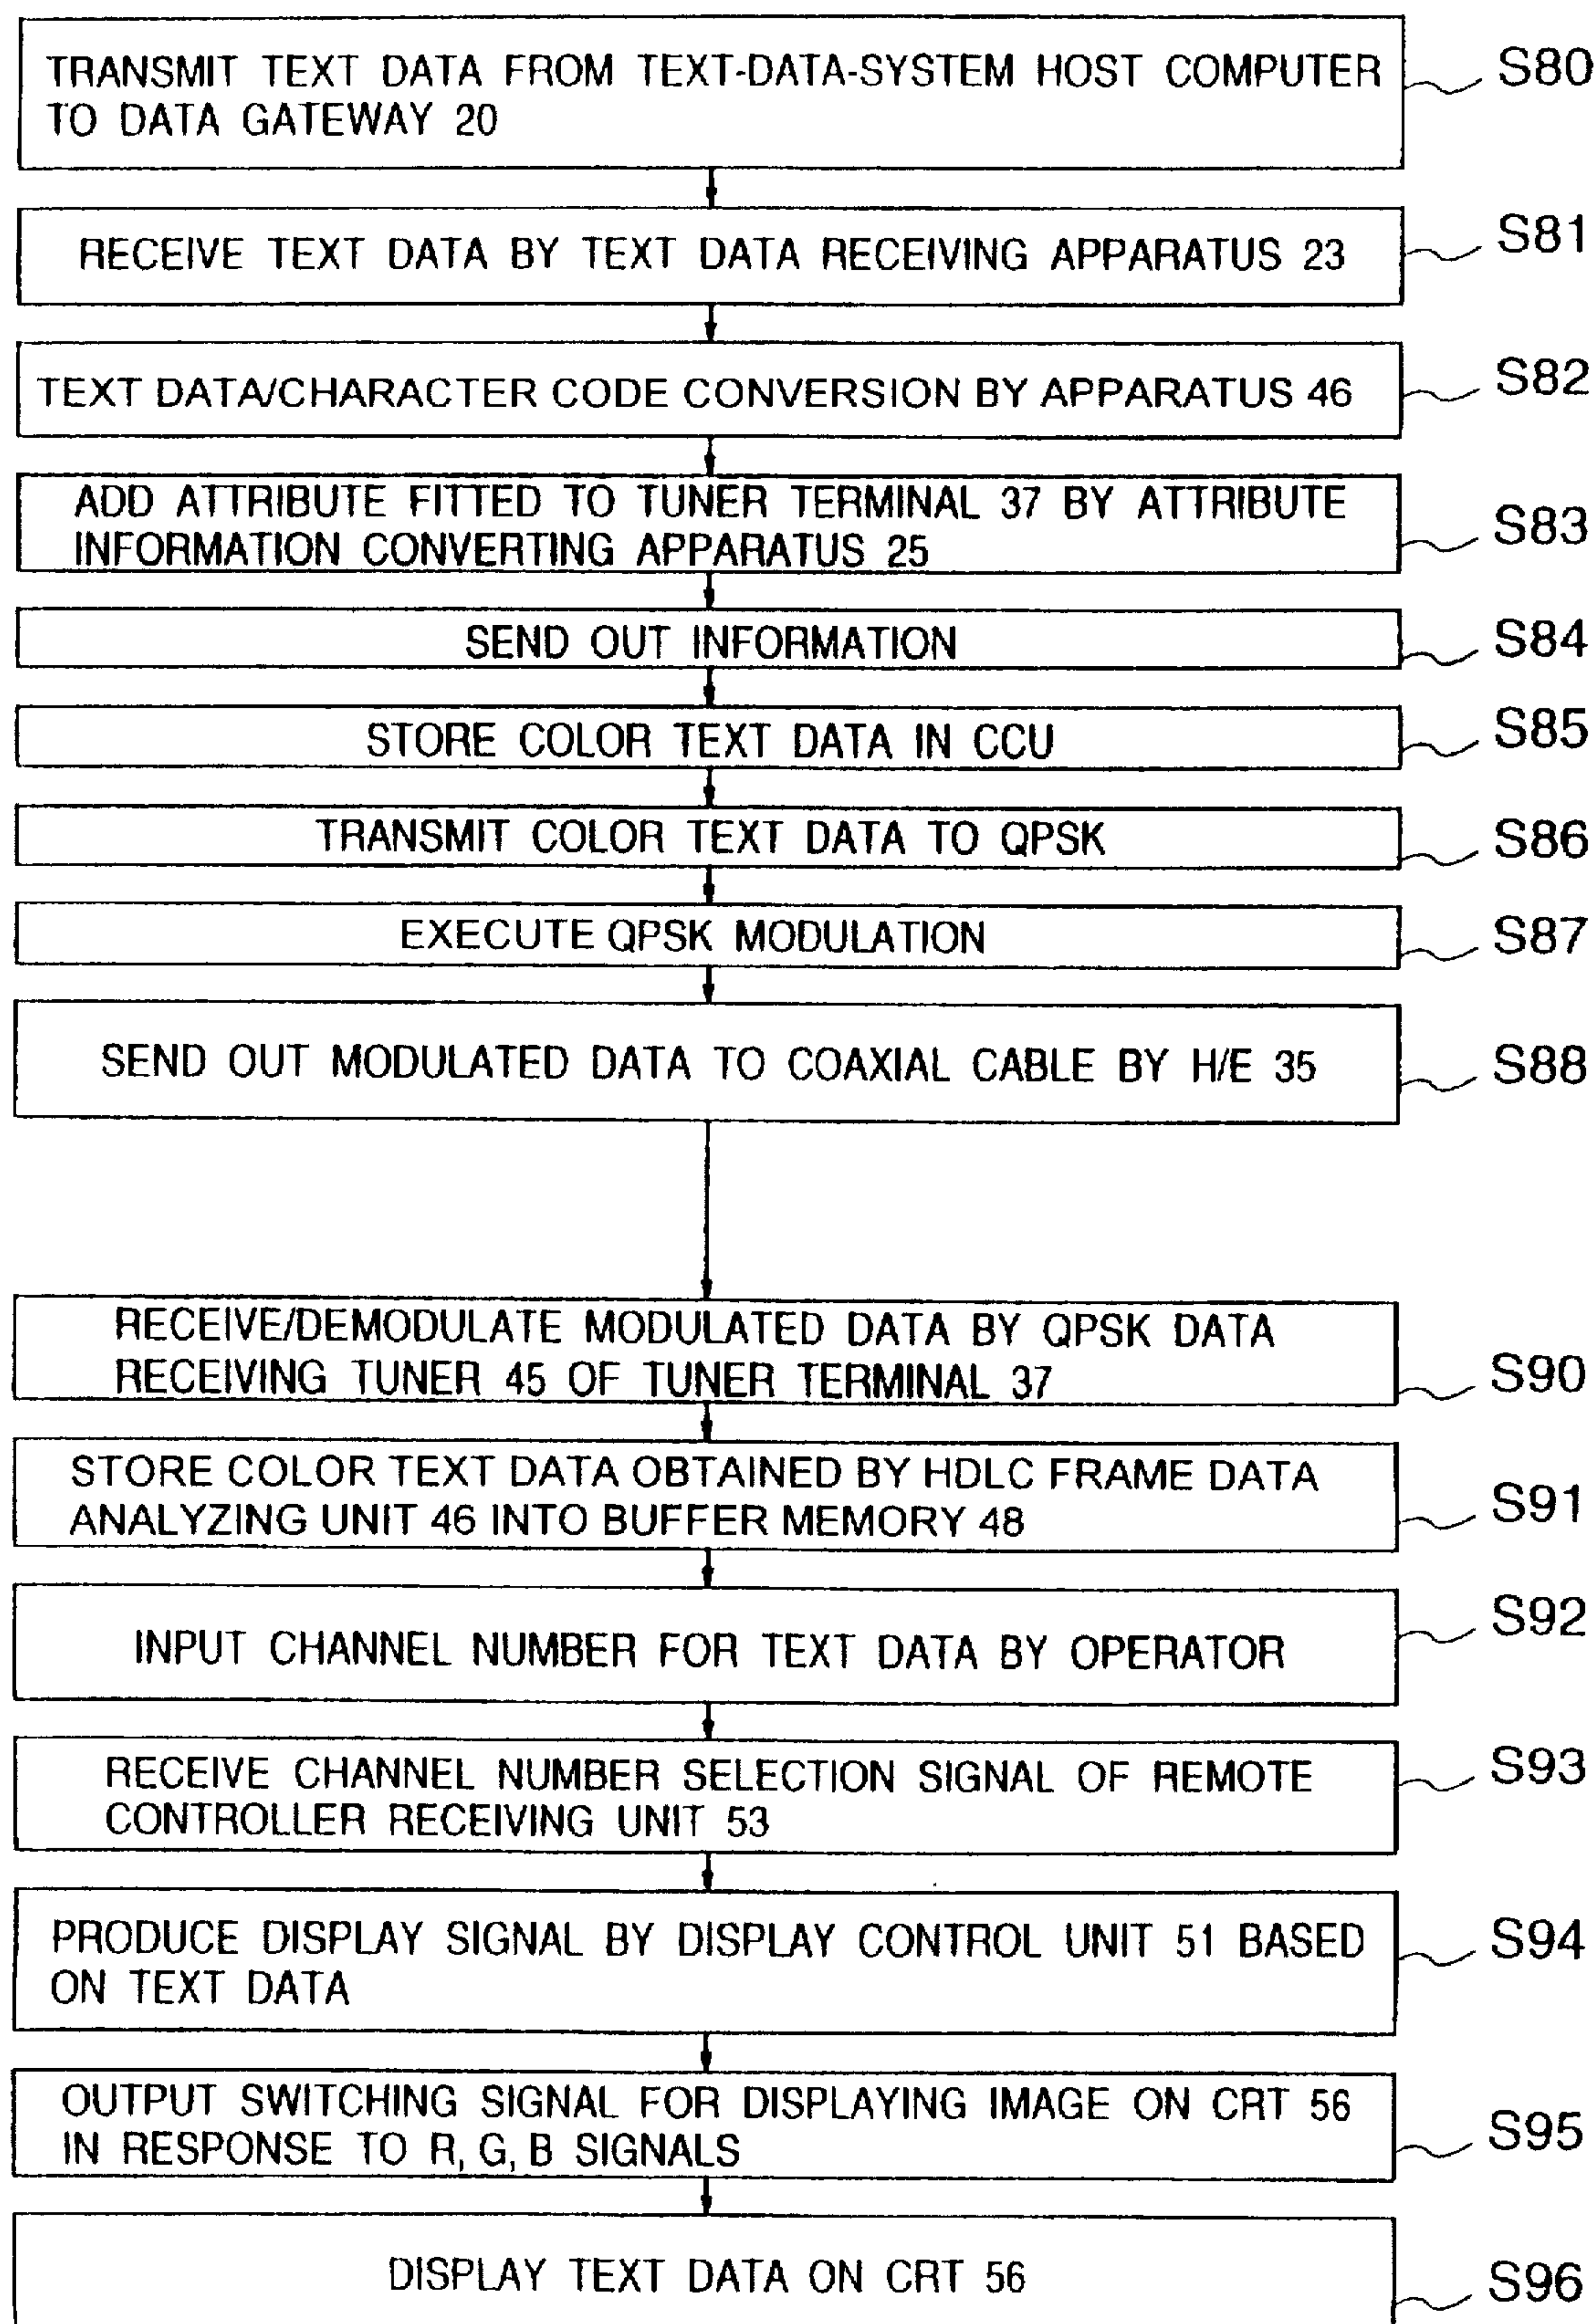 TRANSMIT TEXT DATA FROM TEXT-DATA-SYSTEM HOST COMPUTER
TO DATA GATEWAY 20
S80
RECEIVE TEXT DATA BY TEXT DATA RECEIVING APPARATUS 23
S81
TEXT DATA/CHARACTER CODE CONVERSION BY APPARATUS 46
S82
ADD ATTRIBUTE FITTED TO TUNER TERMINAL 37 BY ATTRIBUTE
INFORMATION CONVERTING APPARATUS 25
S83
SEND OUT INFORMATION
S84
STORE COLOR TEXT DATA IN CCU
S85
TRANSMIT COLOR TEXT DATA TO QPSK
S86
EXECUTE QPSK MODULATION
S87
SEND OUT MODULATED DATA TO COAXIAL CABLE BY H/E 35
S88
RECEIVE/DEMODULATE MODULATED DATA BY QPSK DATA
RECEIVING TUNER 45 OF TUNER TERMINAL 37
S90
STORE COLOR TEXT DATA OBTAINED BY HDLC FRAME DATA
ANALYZING UNIT 46 INTO BUFFER MEMORY 48
S91
INPUT CHANNEL NUMBER FOR TEXT DATA BY OPERATOR
S92
RECEIVE CHANNEL NUMBER SELECTION SIGNAL OF REMOTE
CONTROLLER RECEIVING UNIT 53
S93
PRODUCE DISPLAY SIGNAL BY DISPLAY CONTROL UNIT 51 BASED
ON TEXT DATA
S94
OUTPUT SWITCHING SIGNAL FOR DISPLAYING IMAGE ON CRT 56
IN RESPONSE TO R, G, B SIGNALS
S95
DISPLAY TEXT DATA ON CRT 56
S96